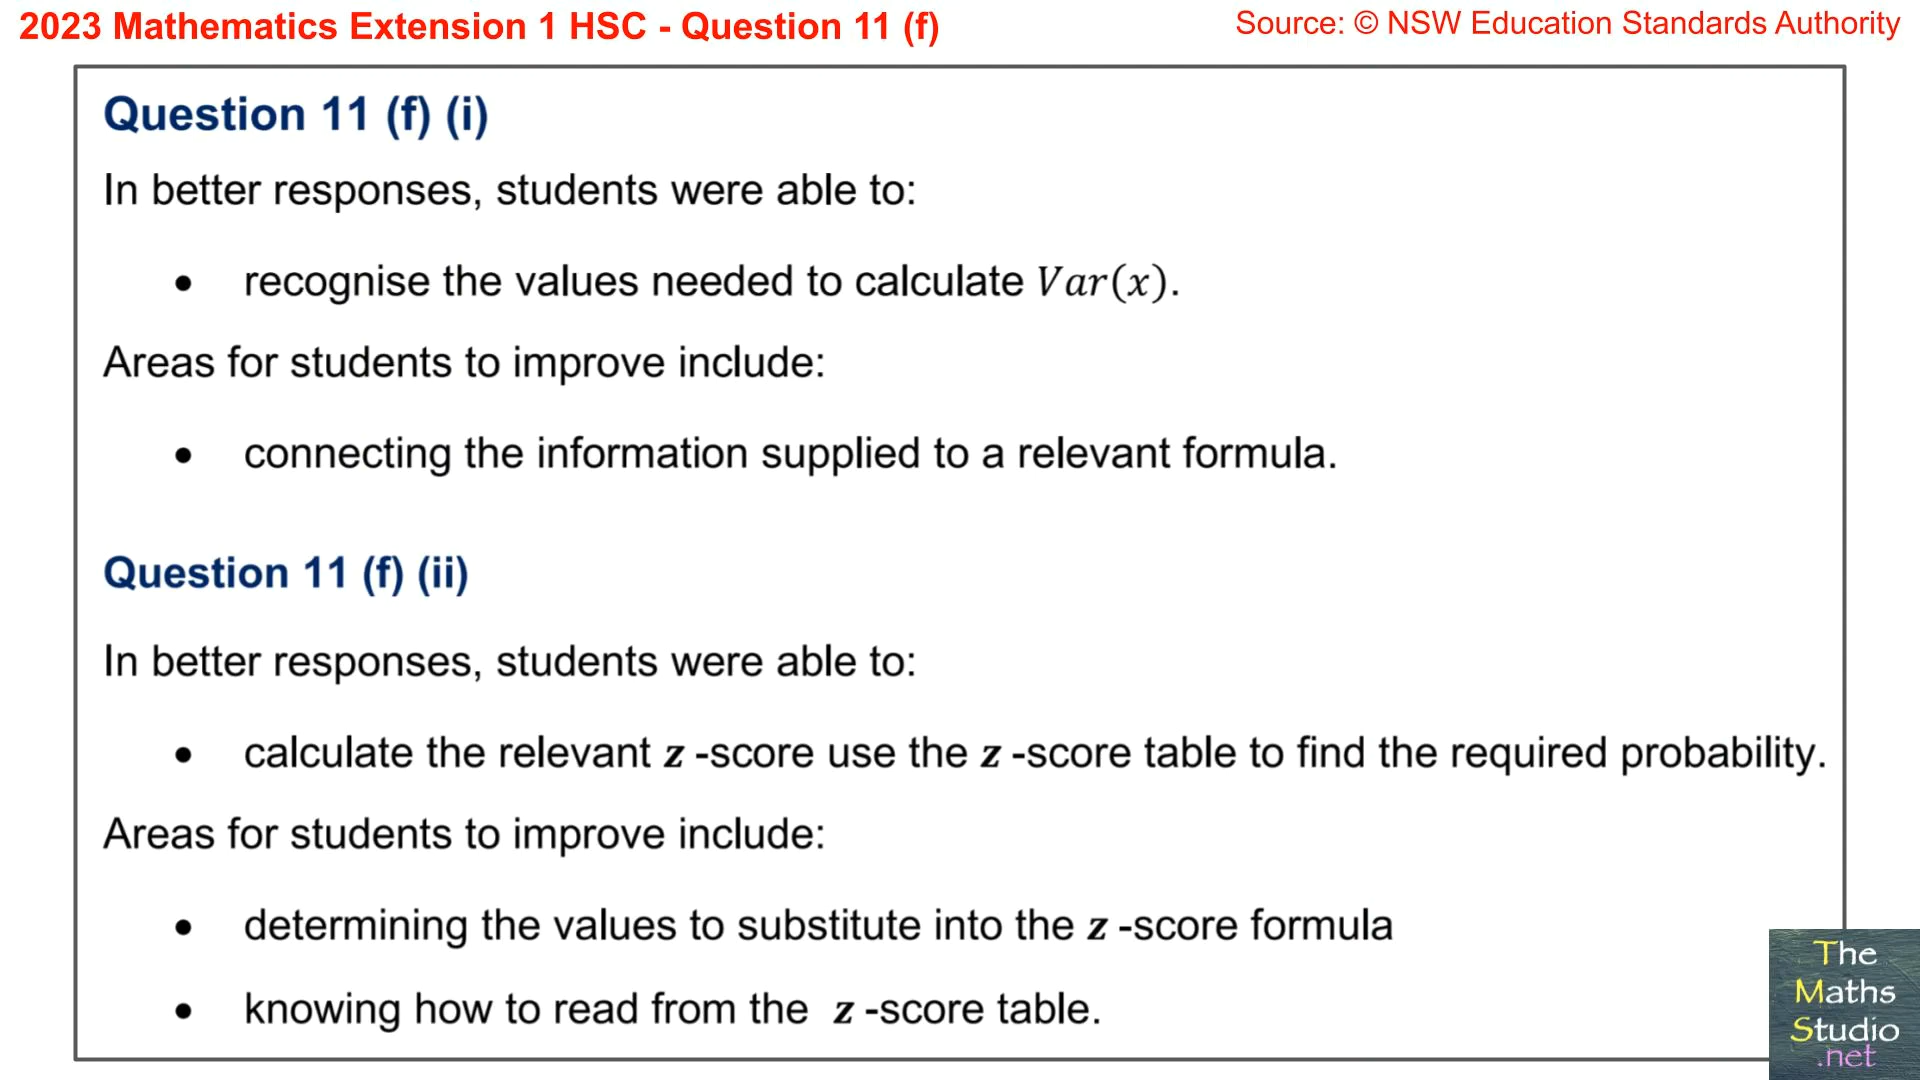 2023 Mathematics Extension 1 HSC - Question 11 (f)
Source: © NSW Education Standards Authority
Question 11 (f) (i)
In better responses, students were able to:
• recognise the values needed to calculate Var(x).
Areas for students to improve include:
• connecting the information supplied to a relevant formula.
Question 11 (f) (ii)
In better responses, students were able to:
• calculate the relevant z -score use the z -score table to find the required probability.
Areas for students to improve include:
• determining the values to substitute into the z -score formula
• knowing how to read from the z -score table.
The
Maths
Studio
.net